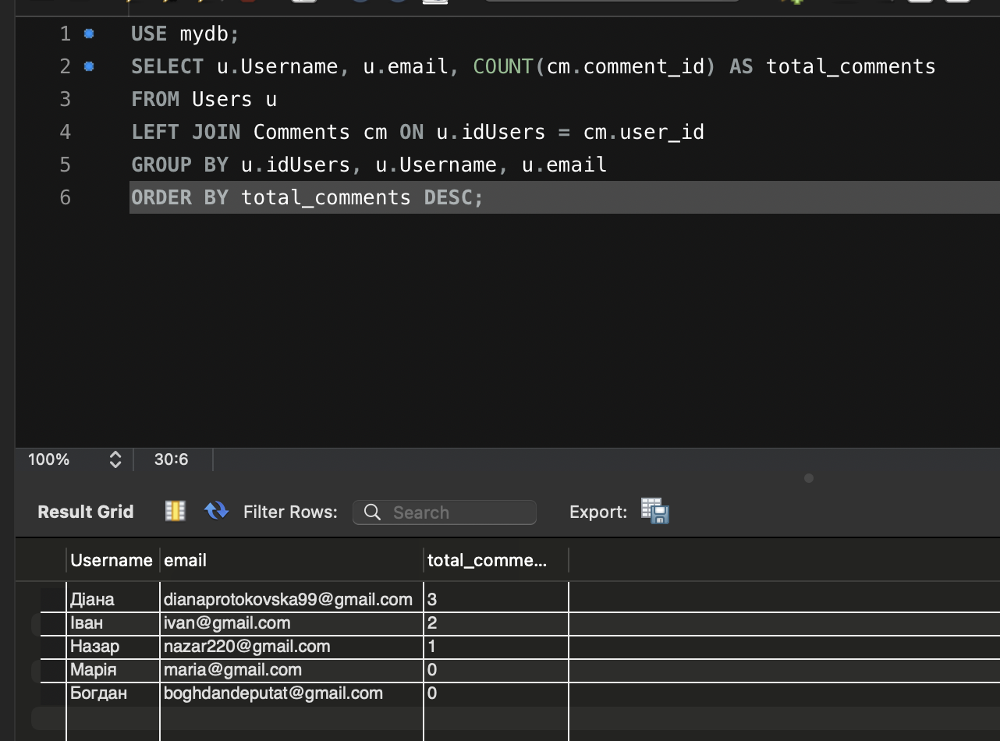 1 USE mydb;
2 SELECT u.Username, u.email, COUNT(cm.comment_id) AS total_comments
3 FROM Users u
4 LEFT JOIN Comments cm ON u.idUsers = cm.user_id
5 GROUP BY u.idUsers, u.Username, u.email
6 ORDER BY total_comments DESC;
100% 30:6
Result Grid Filter Rows: Search Export:
Username email total_comme...
Діана dianaprotokovska99@gmail.com 3
Іван ivan@gmail.com 2
Назар nazar220@gmail.com 1
Марія maria@gmail.com 0
Богдан boghdandeputat@gmail.com 0